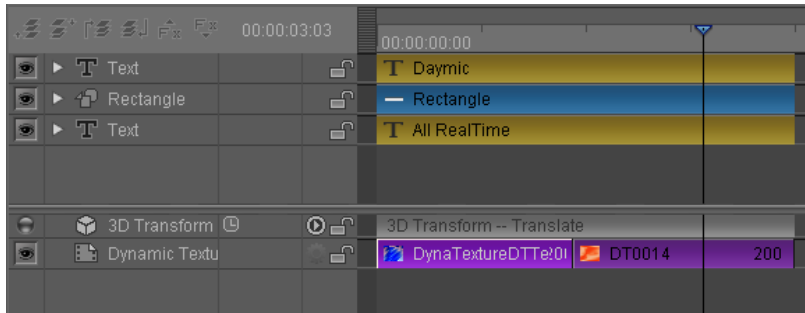 00:00:03:03
00:00:00:00
Text
T Daymic
Rectangle
Rectangle
Text
T All RealTime
3D Transform
3D Transform -- Translate
Dynamic Textu
DT0014
200